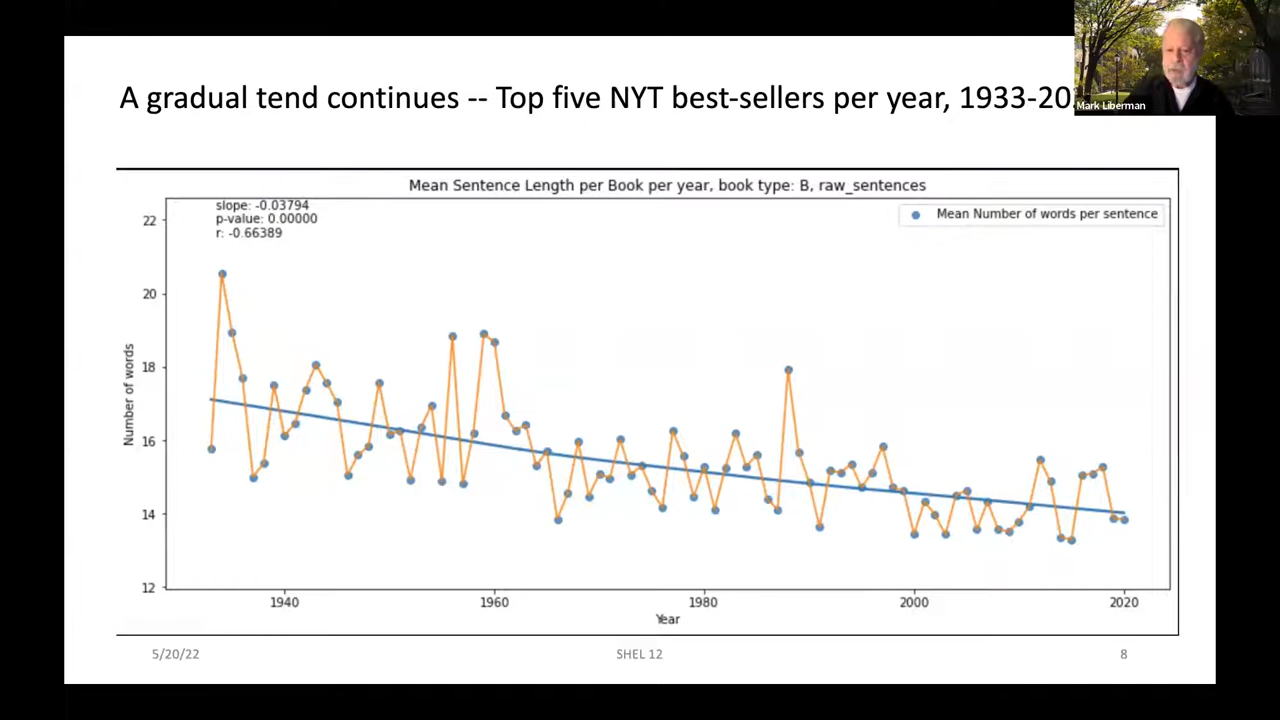 A gradual tend continues -- Top five NYT best-sellers per year, 1933-20
Mark Liberman
Mean Sentence Length per Book per year, book type: B, raw_sentences
slope: -0.03794
p-value: 0.00000
r: -0.66389
Mean Number of words per sentence
22
20
18
16
14
12
Number of words
1940 1960 1980 2000 2020
Year
5/20/22 SHEL 12 8